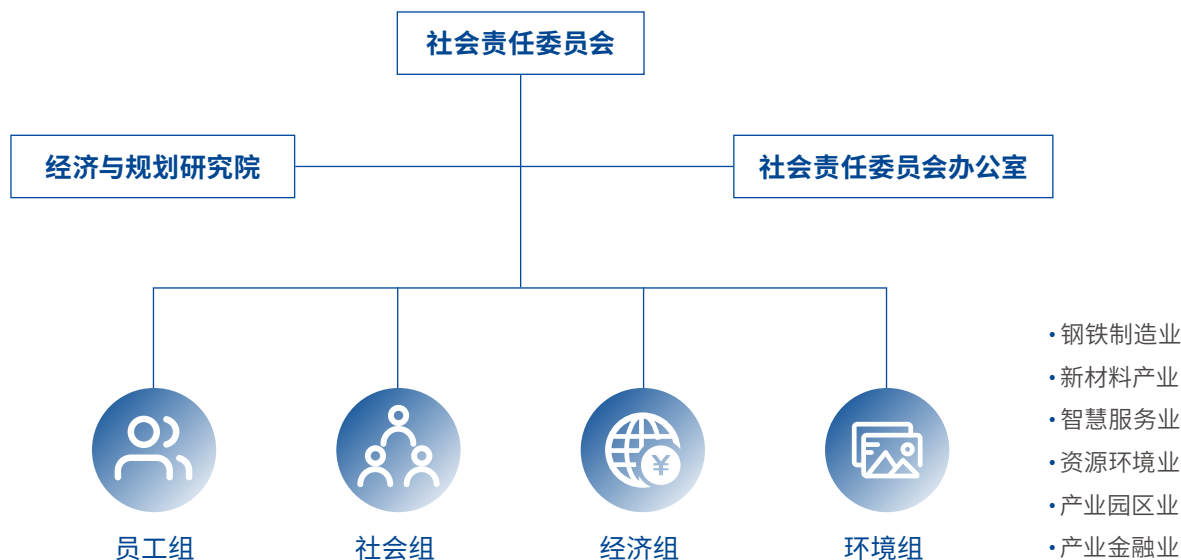 社会责任委员会
经济与规划研究院
社会责任委员会办公室
员工组
社会组
¥
经济组
环境组
•钢铁制造业
•新材料产业
•智慧服务业
•资源环境业
•产业园区业
•产业金融业